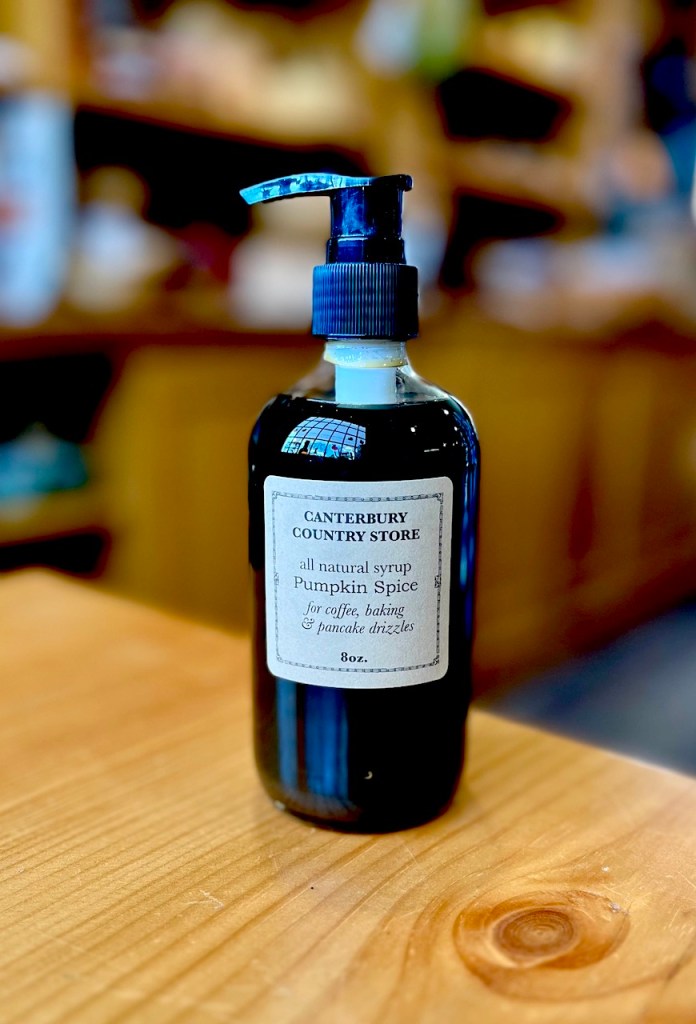 CANTERBURY
COUNTRY STORE
all natural syrup
Pumpkin Spice
for coffee, baking
& pancake drizzles
8oz.